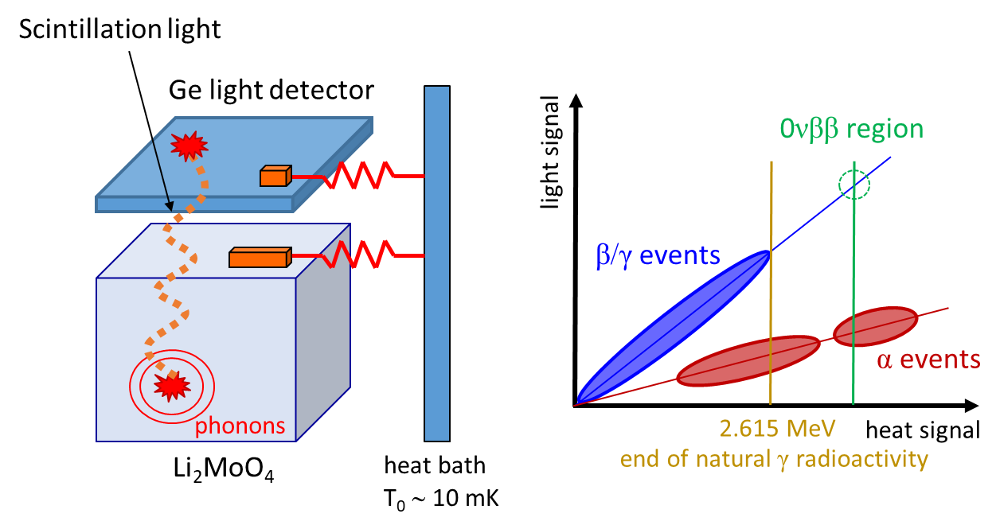 Scintillation light
Ge light detector
phonons
Li₂MoO₄
heat bath
T₀ ~ 10 mK
light signal
0νββ region
β/γ events
α events
2.615 MeV
heat signal
end of natural γ radioactivity